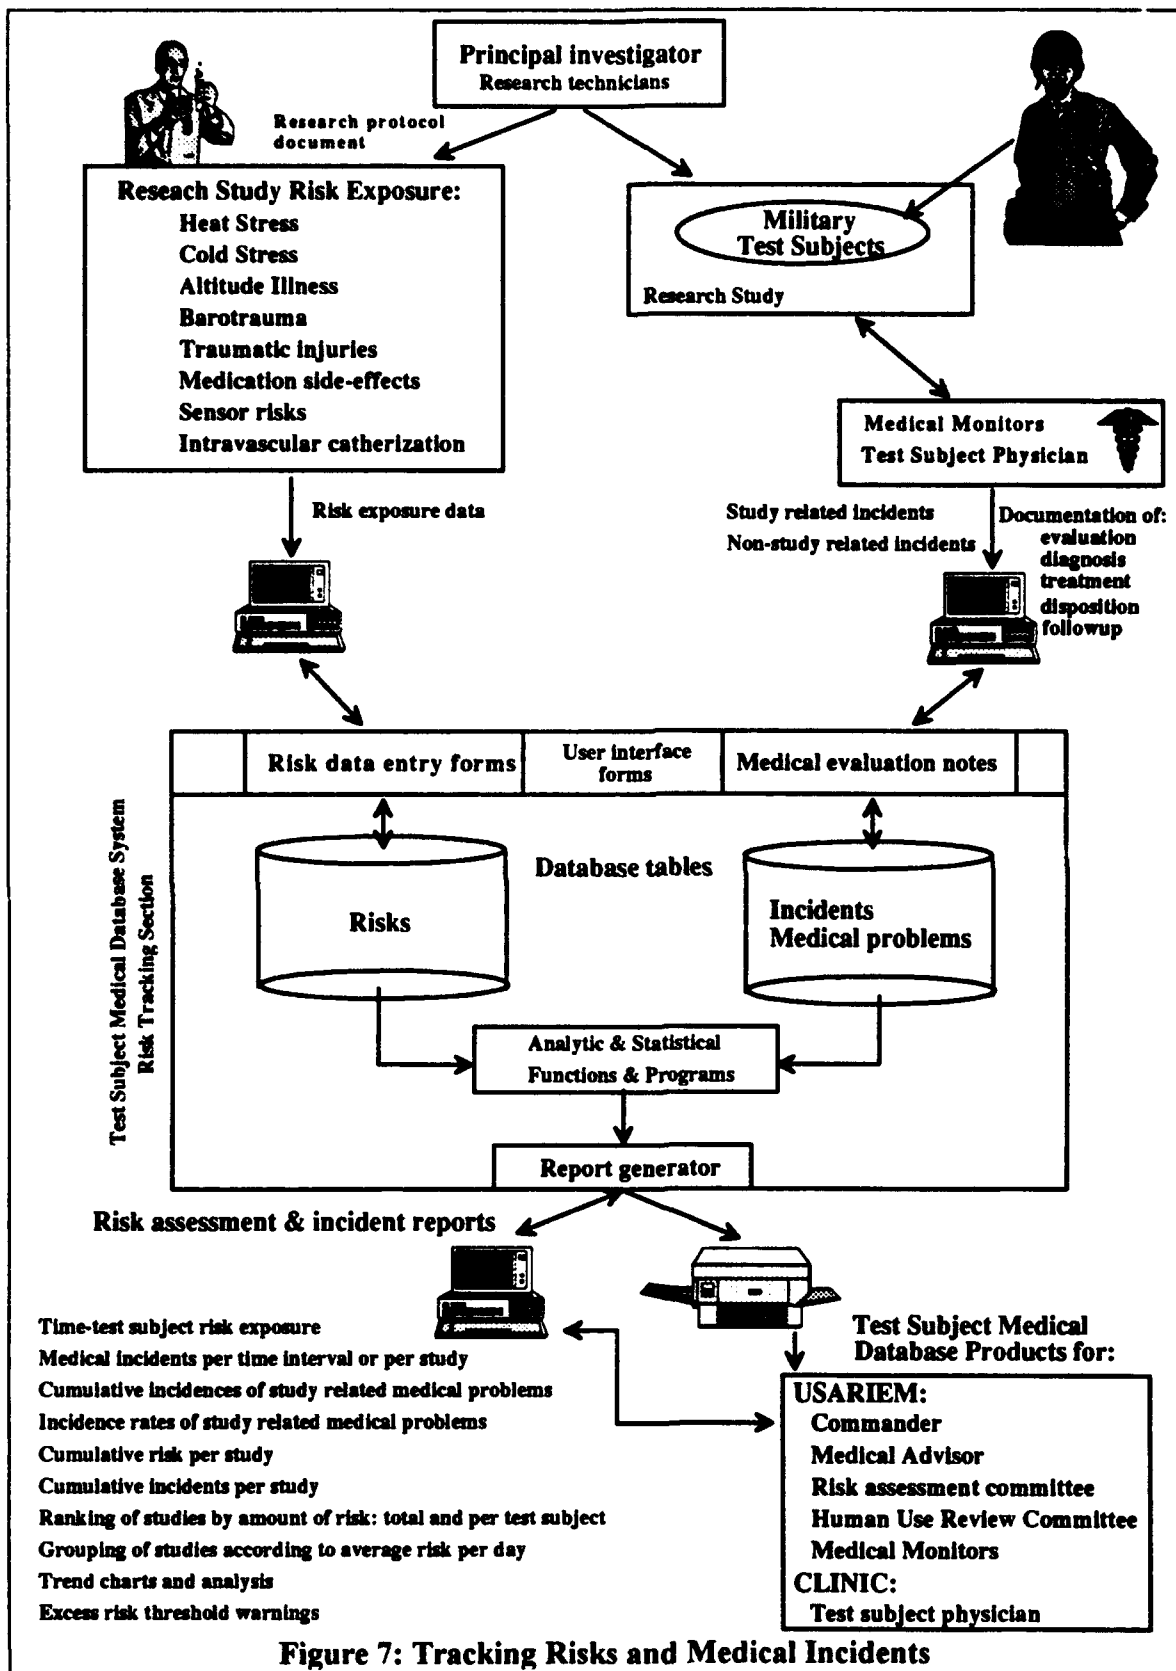 Principal investigator
Research technicians
Research protocol
document
Reseach Study Risk Exposure:
Heat Stress
Cold Stress
Altitude Illness
Barotrauma
Traumatic injuries
Medication side-effects
Sensor risks
Intravascular catherization
Military
Test Subjects
Research Study
Medical Monitors
Test Subject Physician
Risk exposure data
Study related incidents
Non-study related incidents
Documentation of:
evaluation
diagnosis
treatment
disposition
followup
Risk data entry forms
User interface
forms
Medical evaluation notes
Test Subject Medical Database System
Risk Tracking Section
Database tables
Risks
Incidents
Medical problems
Analytic & Statistical
Functions & Programs
Report generator
Risk assessment & incident reports
Time-test subject risk exposure
Medical incidents per time interval or per study
Cumulative incidences of study related medical problems
Incidence rates of study related medical problems
Cumulative risk per study
Cumulative incidents per study
Ranking of studies by amount of risk: total and per test subject
Grouping of studies according to average risk per day
Trend charts and analysis
Excess risk threshold warnings
Test Subject Medical
Database Products for:
USARIEM:
Commander
Medical Advisor
Risk assessment committee
Human Use Review Committee
Medical Monitors
CLINIC:
Test subject physician
Figure 7: Tracking Risks and Medical Incidents